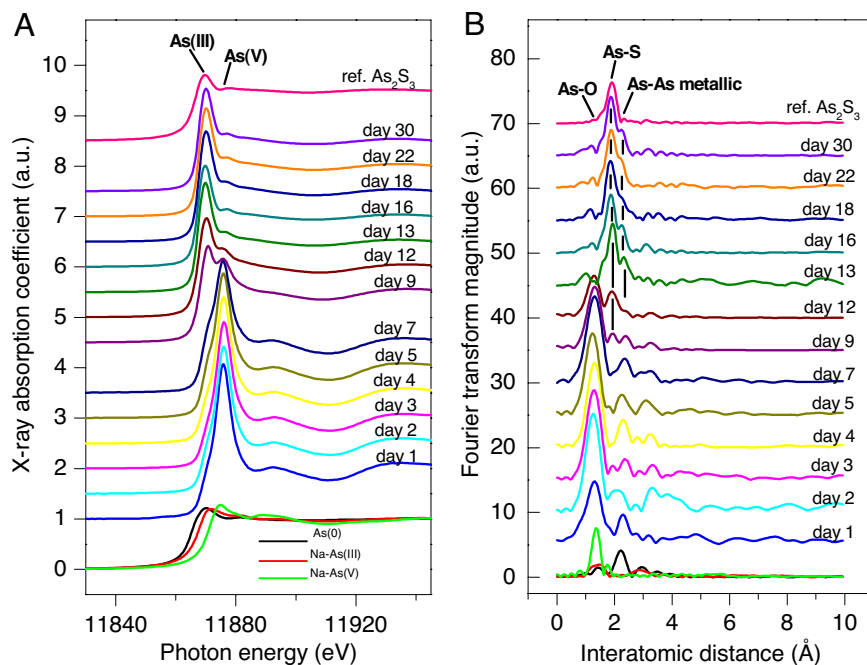 A
As(III)
As(V)
ref. As2S3
day 30
day 22
day 18
day 16
day 13
day 12
day 9
day 7
day 5
day 4
day 3
day 2
day 1
As(0)
Na-As(III)
Na-As(V)
10
9
8
7
6
5
4
3
2
1
0
X-ray absorption coefficient (a.u.)
11840
11880
11920
Photon energy (eV)
B
As-S
As-O
As-As metallic
ref. As2S3
day 30
day 22
day 18
day 16
day 13
day 12
day 9
day 7
day 5
day 4
day 3
day 2
day 1
80
70
60
50
40
30
20
10
0
Fourier transform magnitude (a.u.)
0 2 4 6 8 10
Interatomic distance (Å)